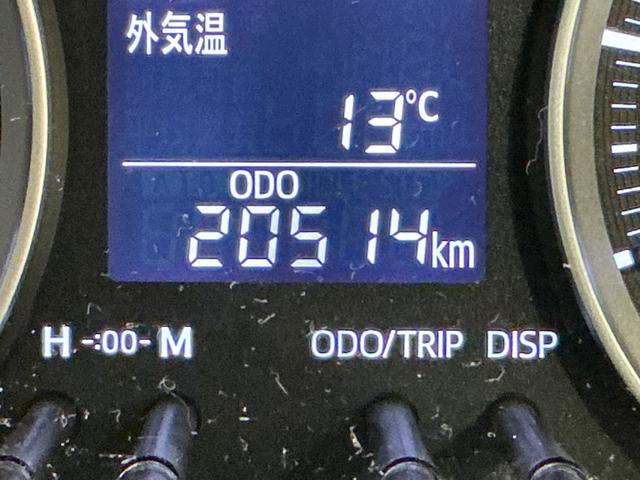 外気温
13°C
ODO
20514km
H -:00- M ODO/TRIP DISP